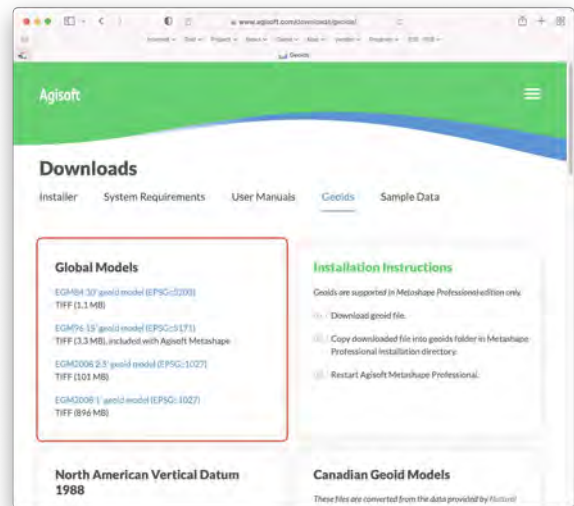 www.agisoft.com/downloads/geoids/
Geoids
Agisoft
Downloads
Installer System Requirements User Manuals Geoids Sample Data
Global Models
EGM84 30' geoid model (EPSG::5200)
TIFF (1.1 MB)
EGM96 15' geoid model (EPSG::5171)
TIFF (3.3 MB), included with Agisoft Metashape
EGM2008 2.5' geoid model (EPSG::1027)
TIFF (101 MB)
EGM2008 1' geoid model (EPSG::1027)
TIFF (896 MB)
Installation Instructions
Geoids are supported in Metashape Professional edition only.
Download geoid file.
Copy downloaded file into geoids folder in Metashape
Professional installation directory.
Restart Agisoft Metashape Professional.
North American Vertical Datum
1988
Canadian Geoid Models
These files are converted from the data provided by Natural